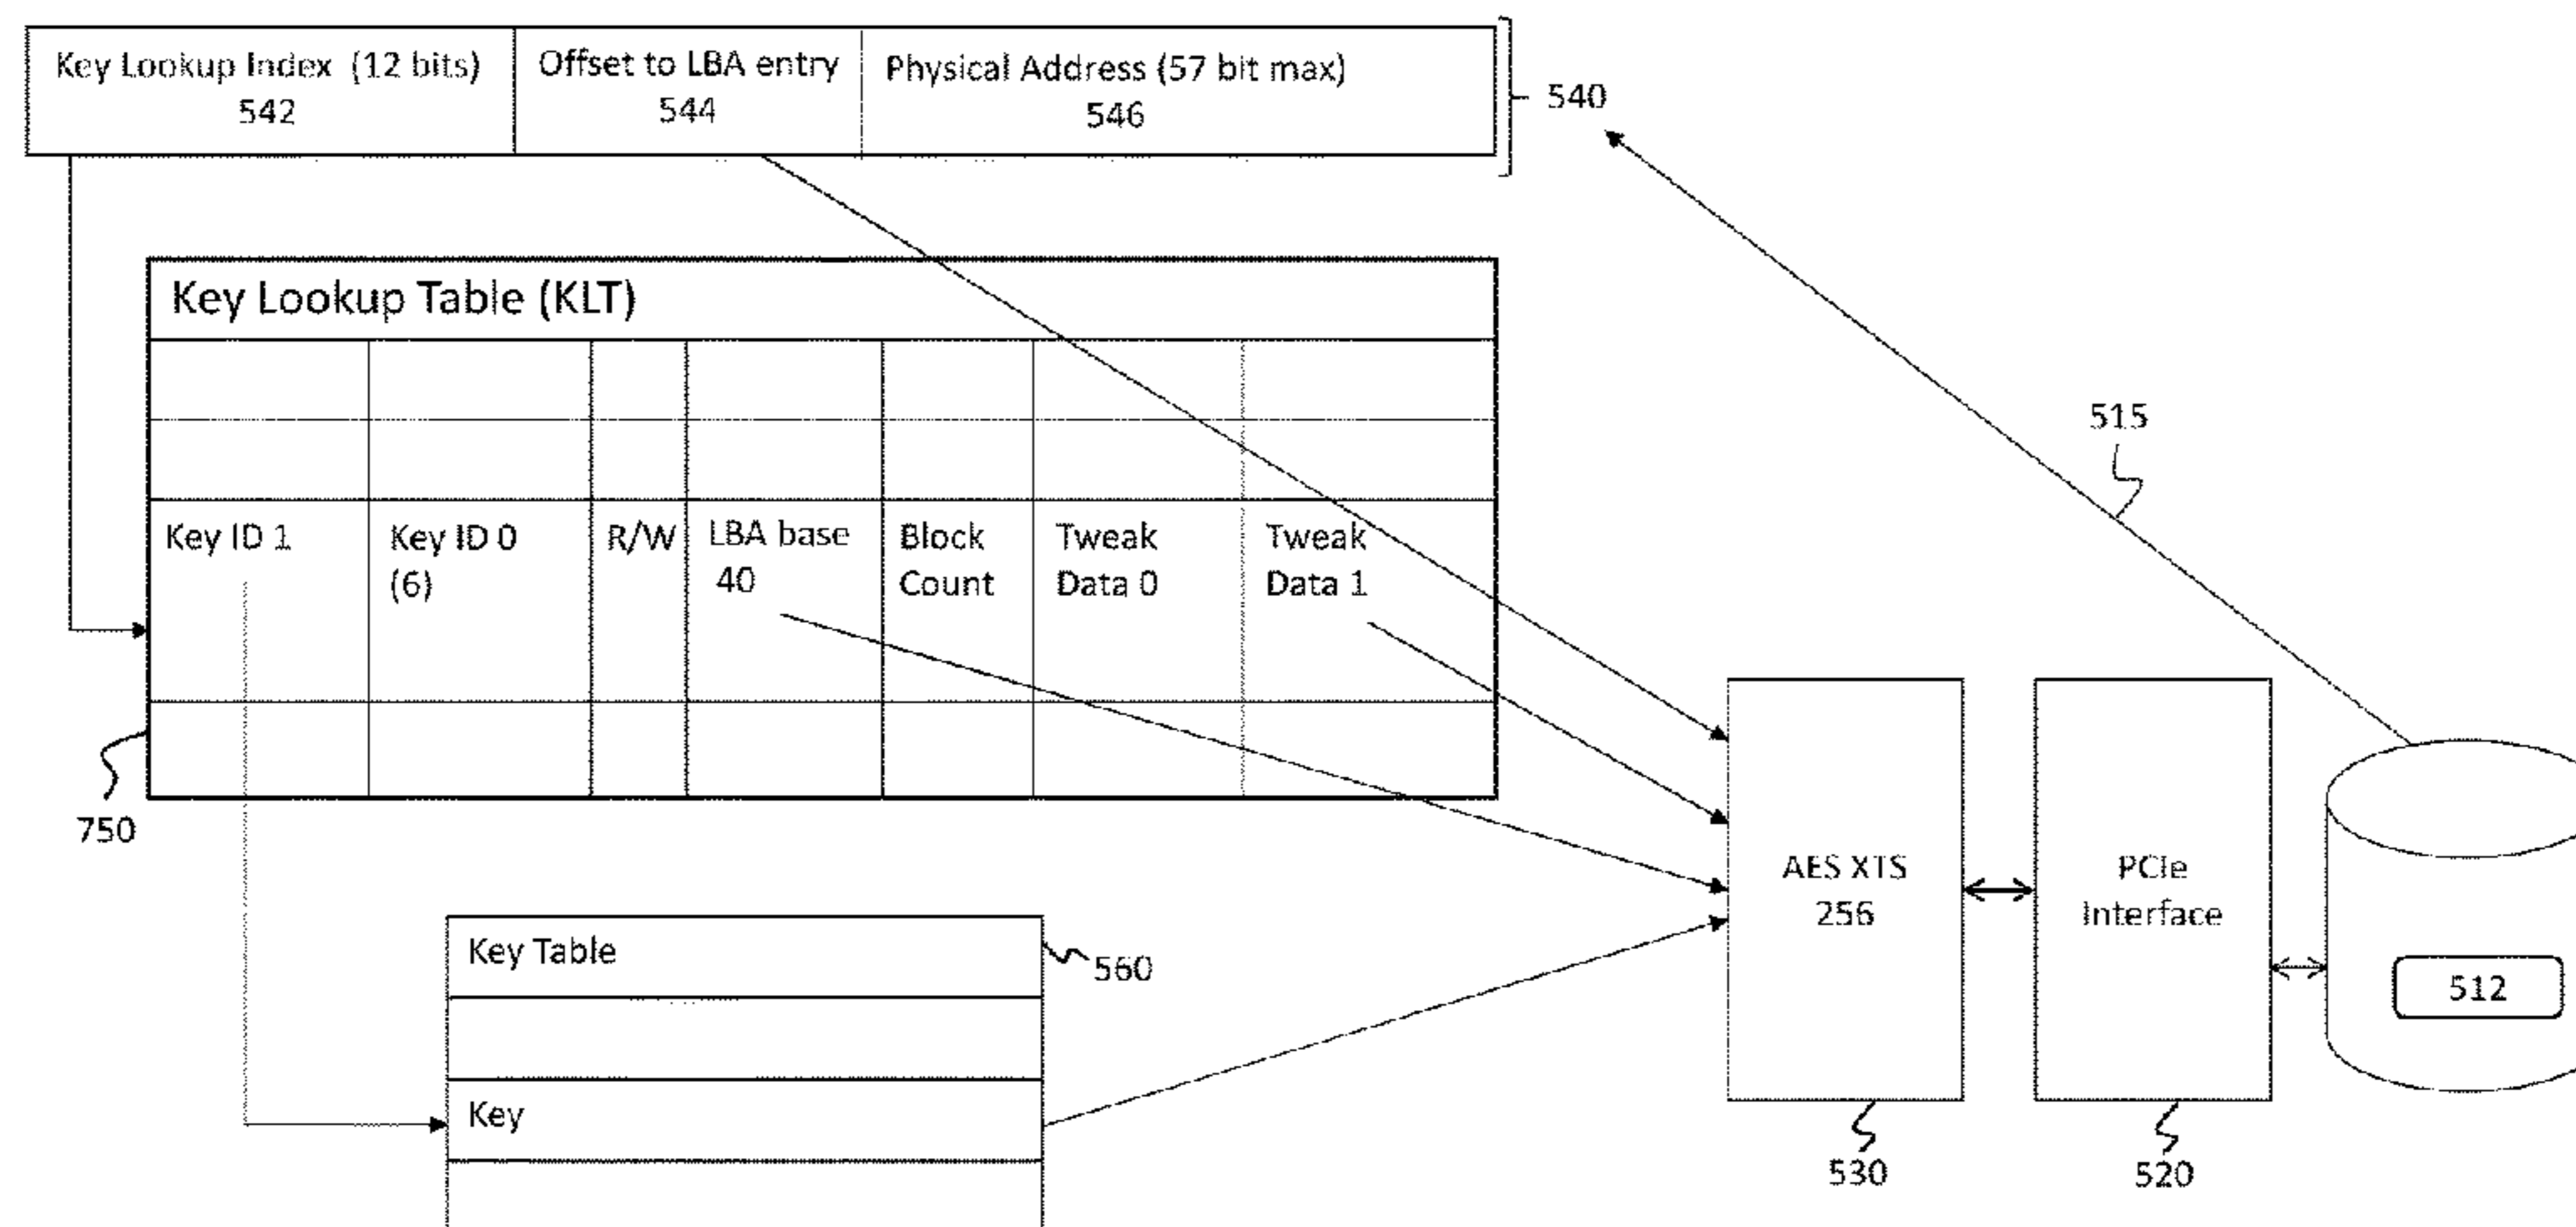 Key Lookup Index (12 bits)
542
Offset to LBA entry
544
Physical Address (57 bit max)
546
540
Key Lookup Table (KLT)
515
Key ID 1
Key ID 0
(6)
R/W
LBA base
40
Block
Count
Tweak
Data 0
Tweak
Data 1
750
AES XTS
256
PCIe
Interface
Key Table
560
512
Key
530
520